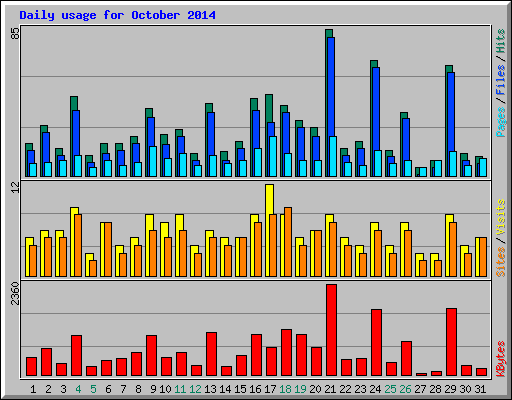 Daily usage for October 2014
85
Pages / Files / Hits
12
Sites / Visits
2360
KBytes
1 2 3 4 5 6 7 8 9 10 11 12 13 14 15 16 17 18 19 20 21 22 23 24 25 26 27 28 29 30 31